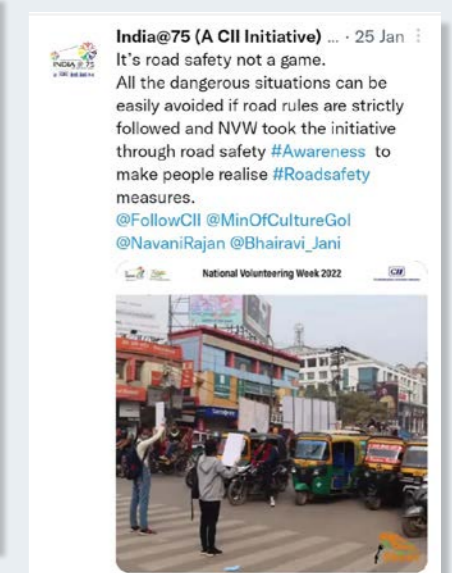 India@75 (A CII Initiative) ... · 25 Jan
It's road safety not a game.
All the dangerous situations can be
easily avoided if road rules are strictly
followed and NVW took the initiative
through road safety #Awareness to
make people realise #Roadsafety
measures.
@FollowCII @MinOfCultureGoI
@NavaniRajan @Bhairavi_Jani
INDIA @ 75
National Volunteering Week 2022
CII